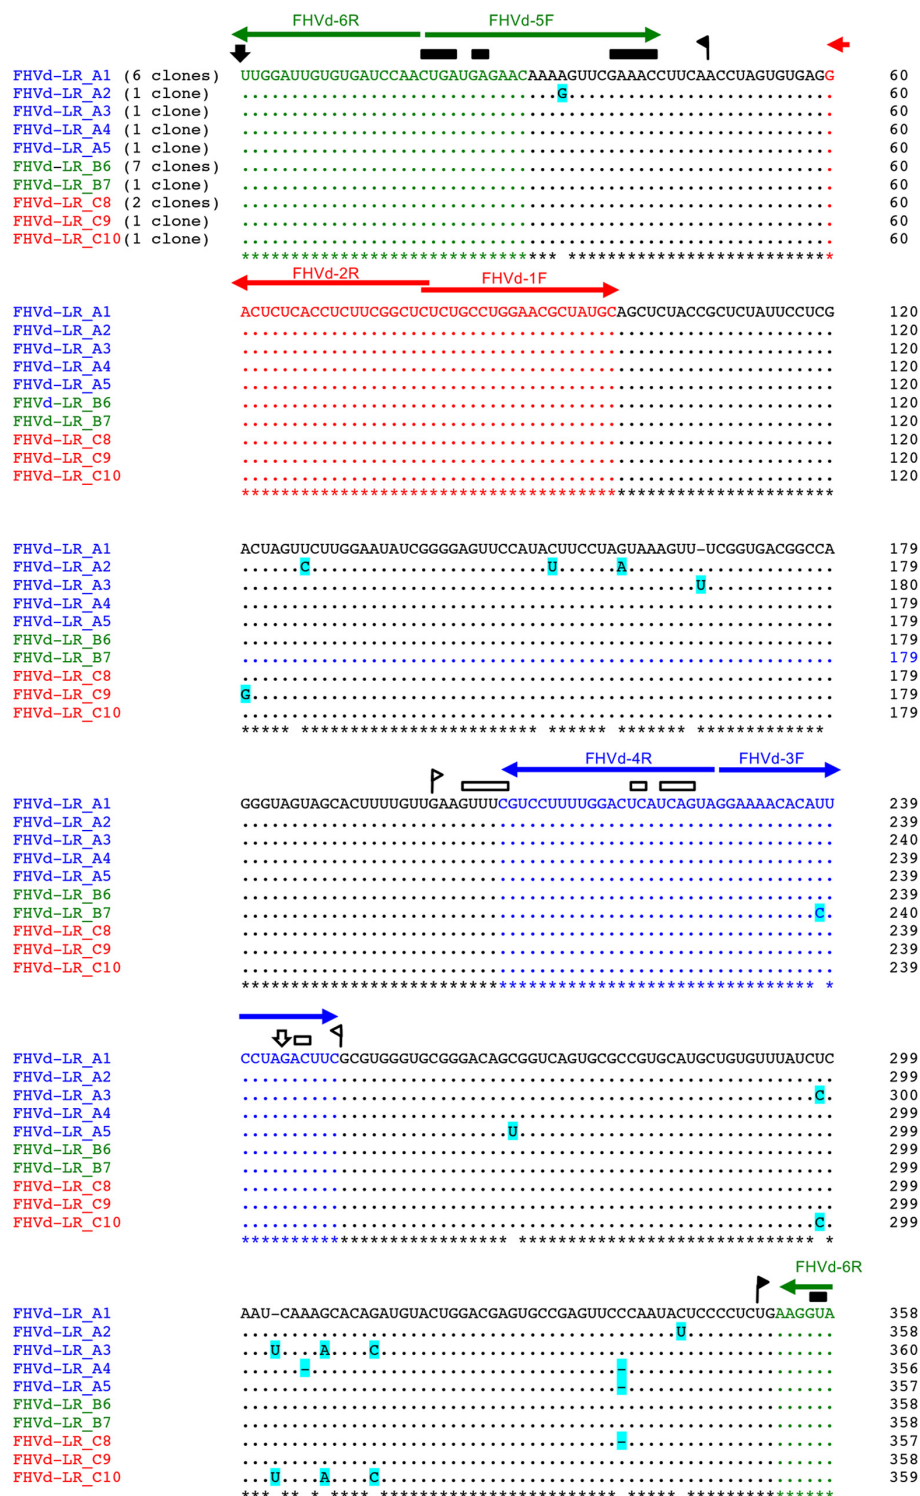 FHVd-6R FHVd-5F
FHVd-LR_A1 (6 clones) UUGGAUUGUGUGAUCCAACUGAUGAGAACAAAAGUUCGAAACCUUCAACCUAGUGUGAGG 60
FHVd-LR_A2 (1 clone) ................................G........................... 60
FHVd-LR_A3 (1 clone) ............................................................ 60
FHVd-LR_A4 (1 clone) ............................................................ 60
FHVd-LR_A5 (1 clone) ............................................................ 60
FHVd-LR_B6 (7 clones) ............................................................ 60
FHVd-LR_B7 (1 clone) ............................................................ 60
FHVd-LR_C8 (2 clones) ............................................................ 60
FHVd-LR_C9 (1 clone) ............................................................ 60
FHVd-LR_C10 (1 clone) ............................................................ 60
******************************** ***************************
FHVd-2R FHVd-1F
FHVd-LR_A1 ACUCUCACCUCUUCGGCUCUCUGCCUGGAACGCUAUGCAGCUCUACCGCUCUAUUCCUCG 120
FHVd-LR_A2 ............................................................ 120
FHVd-LR_A3 ............................................................ 120
FHVd-LR_A4 ............................................................ 120
FHVd-LR_A5 ............................................................ 120
FHVd-LR_B6 ............................................................ 120
FHVd-LR_B7 ............................................................ 120
FHVd-LR_C8 ............................................................ 120
FHVd-LR_C9 ............................................................ 120
FHVd-LR_C10 ............................................................ 120
************************************************************
FHVd-LR_A1 ACUAGUUCUUGGAAUAUCGGGGAGUUCCAUACUUCCUAGUAAAGUU-UCGGUGACGGCCA 179
FHVd-LR_A2 ......C........................U......A..................... 179
FHVd-LR_A3 ..............................................U............. 180
FHVd-LR_A4 ............................................................ 179
FHVd-LR_A5 ............................................................ 179
FHVd-LR_B6 ............................................................ 179
FHVd-LR_B7 ............................................................ 179
FHVd-LR_C8 ............................................................ 179
FHVd-LR_C9 G........................................................... 179
FHVd-LR_C10 ............................................................ 179
***** ************************ ****** ******* *************
FHVd-4R FHVd-3F
FHVd-LR_A1 GGGUAGUAGCACUUUUGUUGAAGUUUCGUCCUUUUGGACUCAUCAGUAGGAAAACACAUU 239
FHVd-LR_A2 ............................................................ 239
FHVd-LR_A3 ............................................................ 240
FHVd-LR_A4 ............................................................ 239
FHVd-LR_A5 ............................................................ 239
FHVd-LR_B6 ............................................................ 239
FHVd-LR_B7 ..........................................................C. 240
FHVd-LR_C8 ............................................................ 239
FHVd-LR_C9 ............................................................ 239
FHVd-LR_C10 ............................................................ 239
********************************************************** *
FHVd-LR_A1 CCUAGACUUCGCGUGGGUGCGGGACAGCGGUCAGUGCGCCGUGCAUGCUGUGUUUAUCUC 299
FHVd-LR_A2 ............................................................ 299
FHVd-LR_A3 ..........................................................C. 300
FHVd-LR_A4 ............................................................ 299
FHVd-LR_A5 ...........................U................................ 299
FHVd-LR_B6 ............................................................ 299
FHVd-LR_B7 ............................................................ 299
FHVd-LR_C8 ............................................................ 299
FHVd-LR_C9 ............................................................ 299
FHVd-LR_C10 ..........................................................C. 299
*************************** ****************************** *
FHVd-6R
FHVd-LR_A1 AAU-CAAAGCACAGAUGUACUGGACGAGUGCCGAGUUCCCAAUACUCCCCUCUGAAGGUA 358
FHVd-LR_A2 ............................................U............... 358
FHVd-LR_A3 ...U....A....C.............................................. 360
FHVd-LR_A4 ......-...............................-..................... 356
FHVd-LR_A5 ......................................-..................... 357
FHVd-LR_B6 ............................................................ 358
FHVd-LR_B7 ............................................................ 358
FHVd-LR_C8 ......................................-..................... 357
FHVd-LR_C9 ............................................................ 358
FHVd-LR_C10 ...U....A....C.............................................. 359
*** ** * **** ************************ ***** ***************